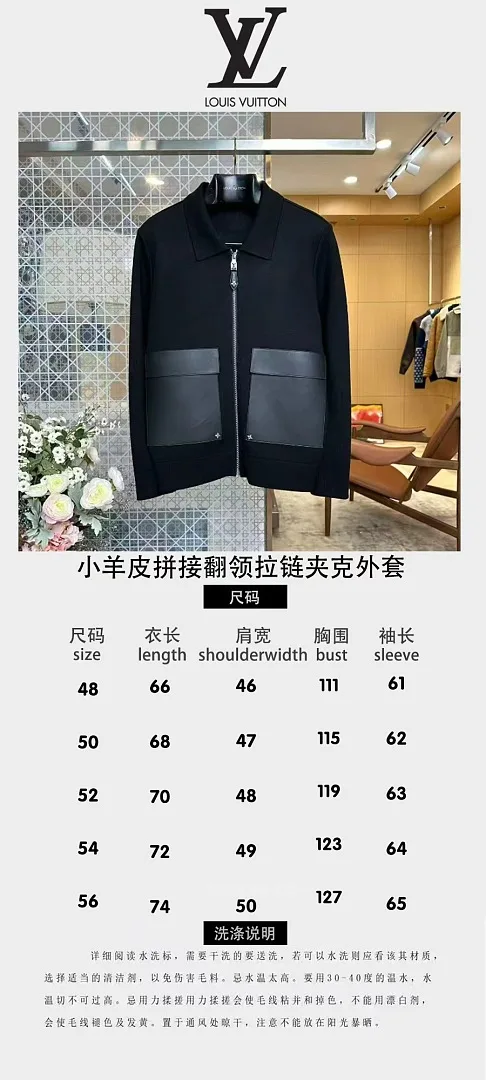 LV
LOUIS VUITTON
小羊皮拼接翻领拉链夹克外套
尺码
尺码 衣长 肩宽 胸围 袖长
size length shoulderwidth bust sleeve
48 66 46 111 61
50 68 47 115 62
52 70 48 119 63
54 72 49 123 64
56 74 50 127 65
洗涤说明
详细阅读水洗标，需要干洗的要送洗，若可以水洗则应看该其材质，
选择适当的清洁剂，以免伤害毛料。忌水温太高。要用30-40度的温水，水
温切不可过高。忌用力揉搓用力揉搓会使毛线粘并和掉色，不能用漂白剂，
会使毛线褪色及发黄。置于通风处晾干，注意不能放在阳光暴晒。